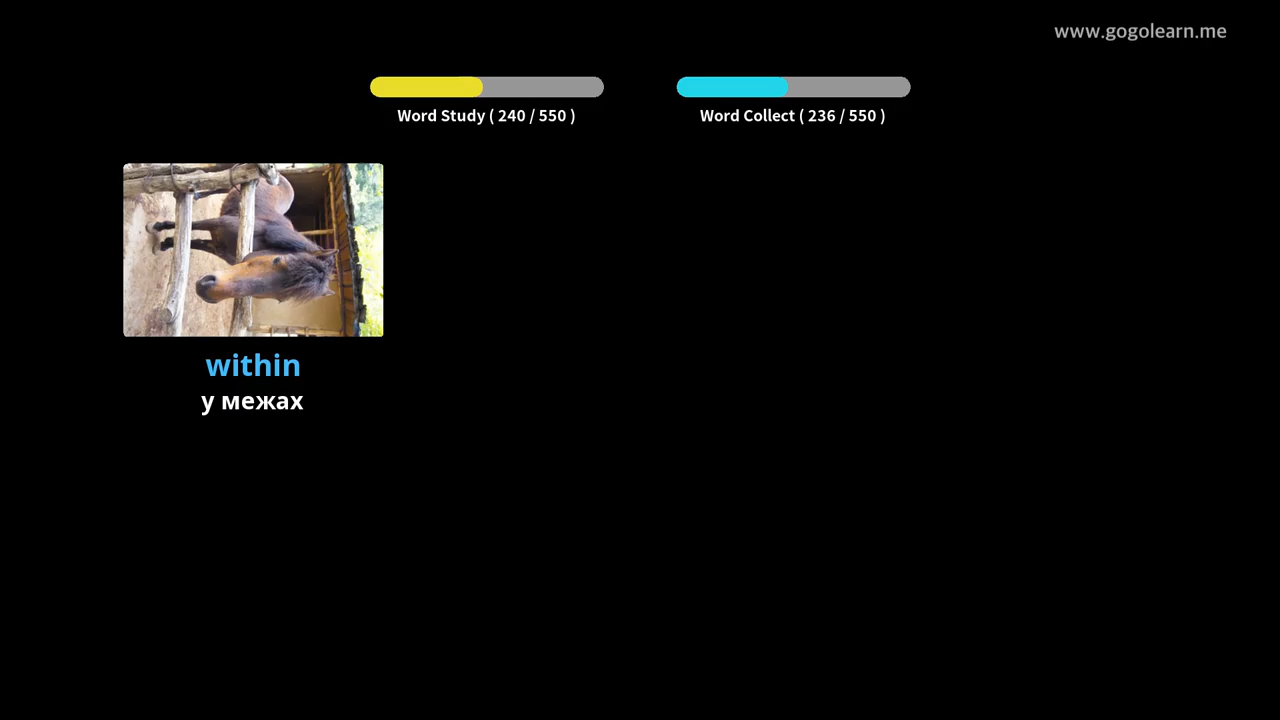 www.gogolearn.me
Word Study ( 240 / 550 )
Word Collect ( 236 / 550 )
within
у межах